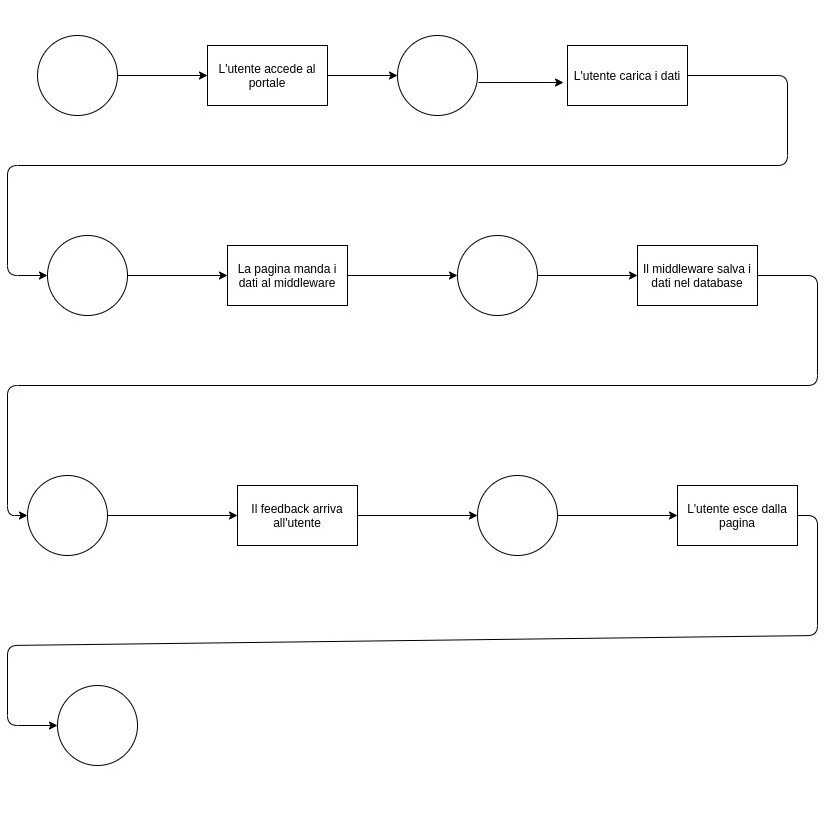 L'utente accede al
portale
L'utente carica i dati
La pagina manda i
dati al middleware
Il middleware salva i
dati nel database
Il feedback arriva
all'utente
L'utente esce dalla
pagina